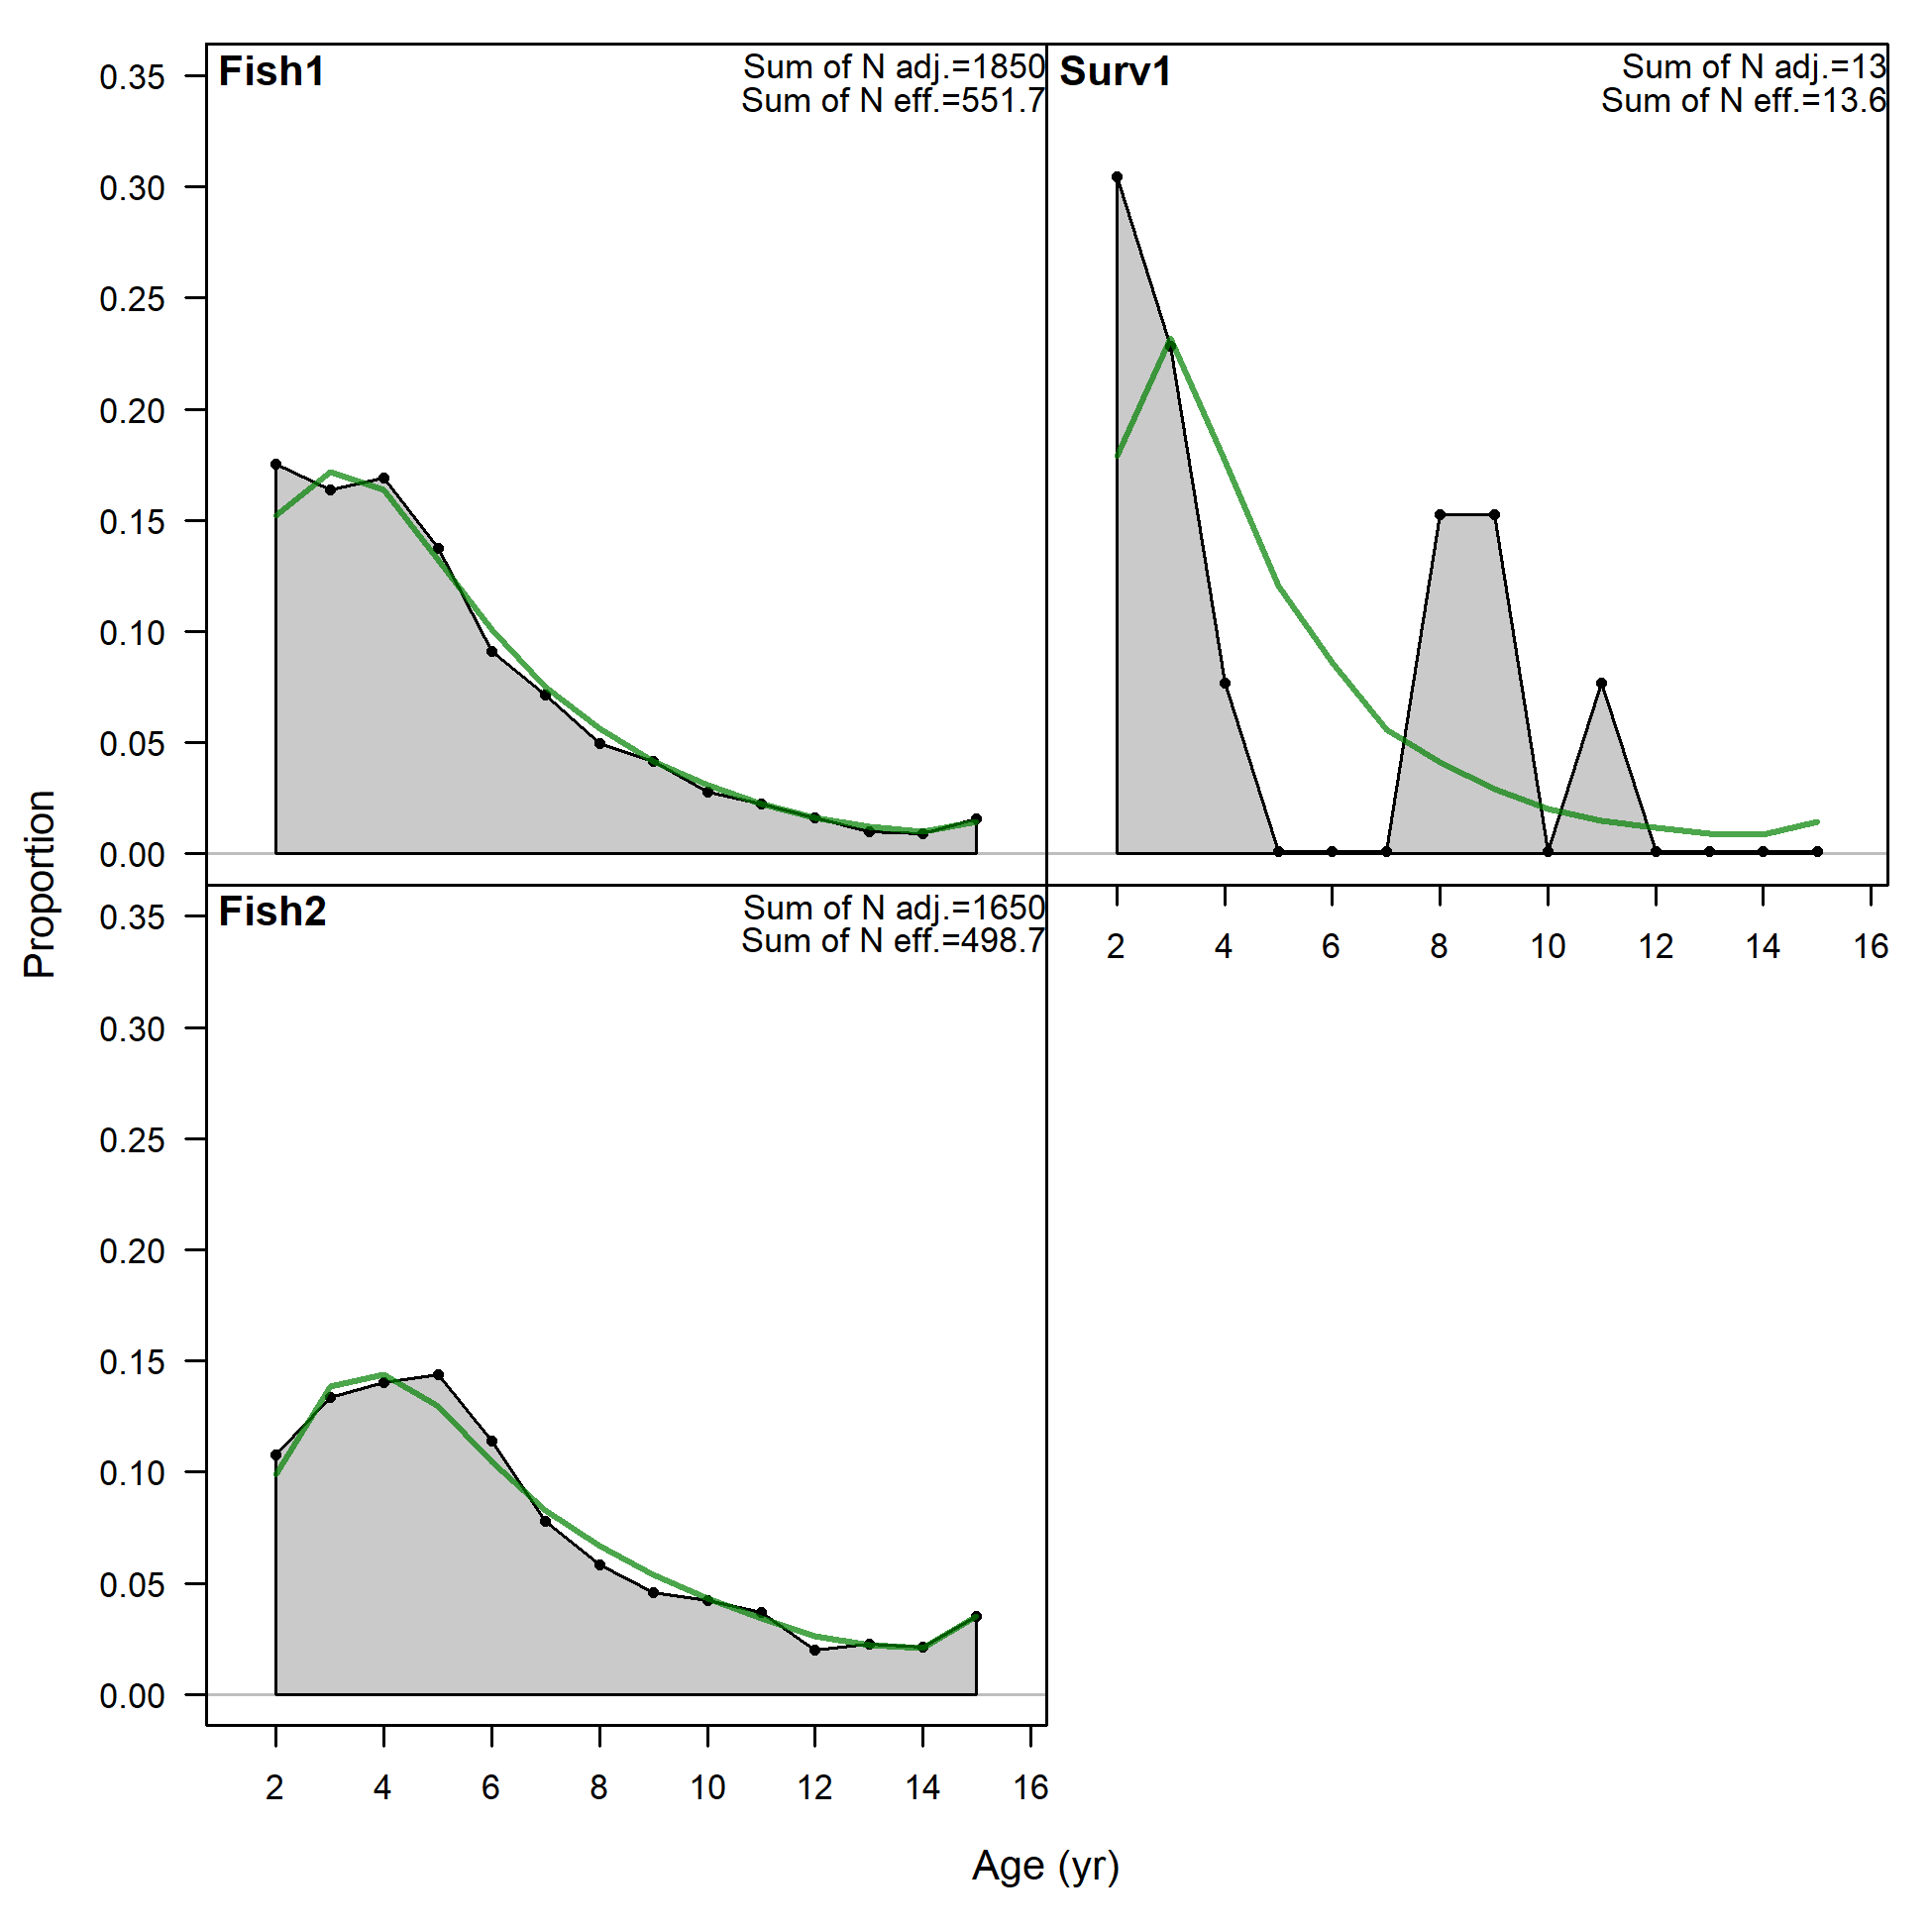 Fish1
Sum of N adj.=1850
Sum of N eff.=551.7
Surv1
Sum of N adj.=13
Sum of N eff.=13.6
0.35
0.30
0.25
0.20
0.15
0.10
0.05
0.00
2 4 6 8 10 12 14 16
Proportion
Fish2
Sum of N adj.=1650
Sum of N eff.=498.7
0.35
0.30
0.25
0.20
0.15
0.10
0.05
0.00
2 4 6 8 10 12 14 16
Age (yr)